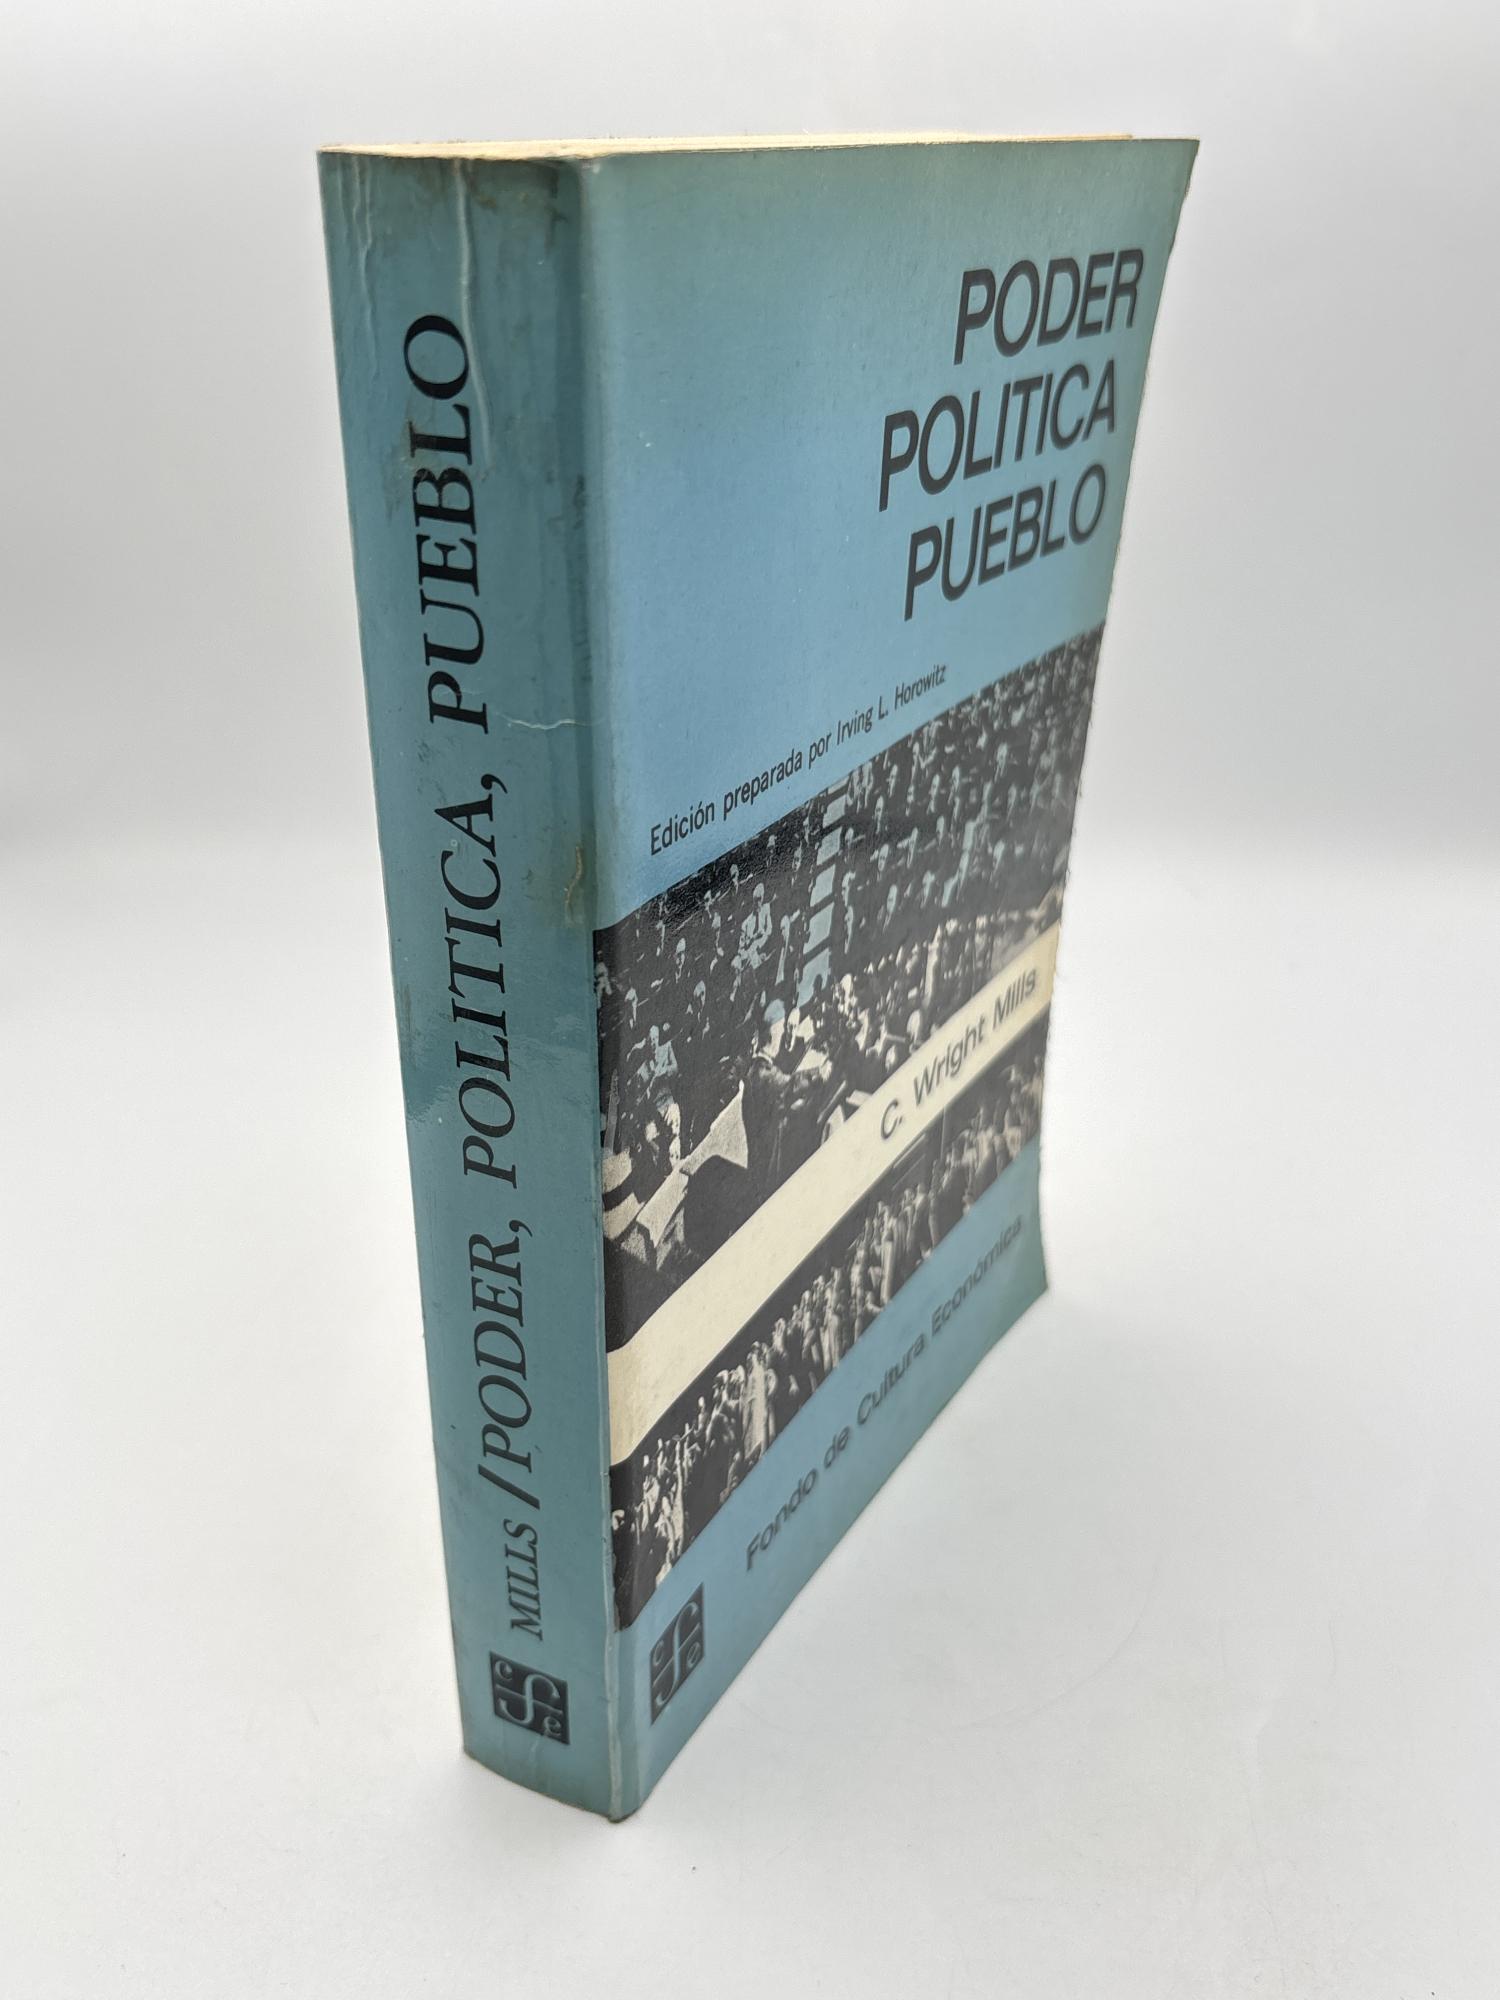 MILLS / PODER, POLITICA, PUEBLO
PODER
POLITICA
PUEBLO
Edición preparada por Irving L. Horowitz
C. Wright Mills
Fondo de Cultura Económica